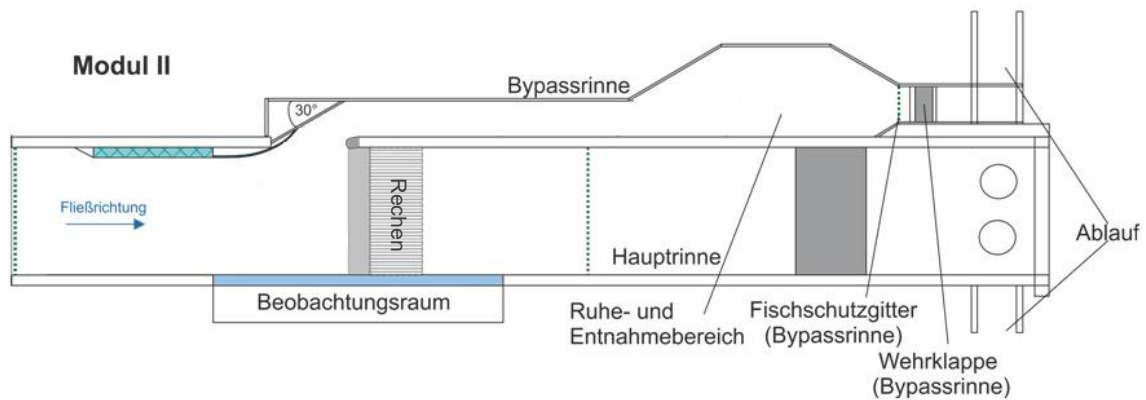 Modul II
Bypassrinne
30°
Fließrichtung
Rechen
Hauptrinne
Ablauf
Beobachtungsraum
Ruhe- und
Entnahmebereich
Fischschutzgitter
(Bypassrinne)
Wehrklappe
(Bypassrinne)